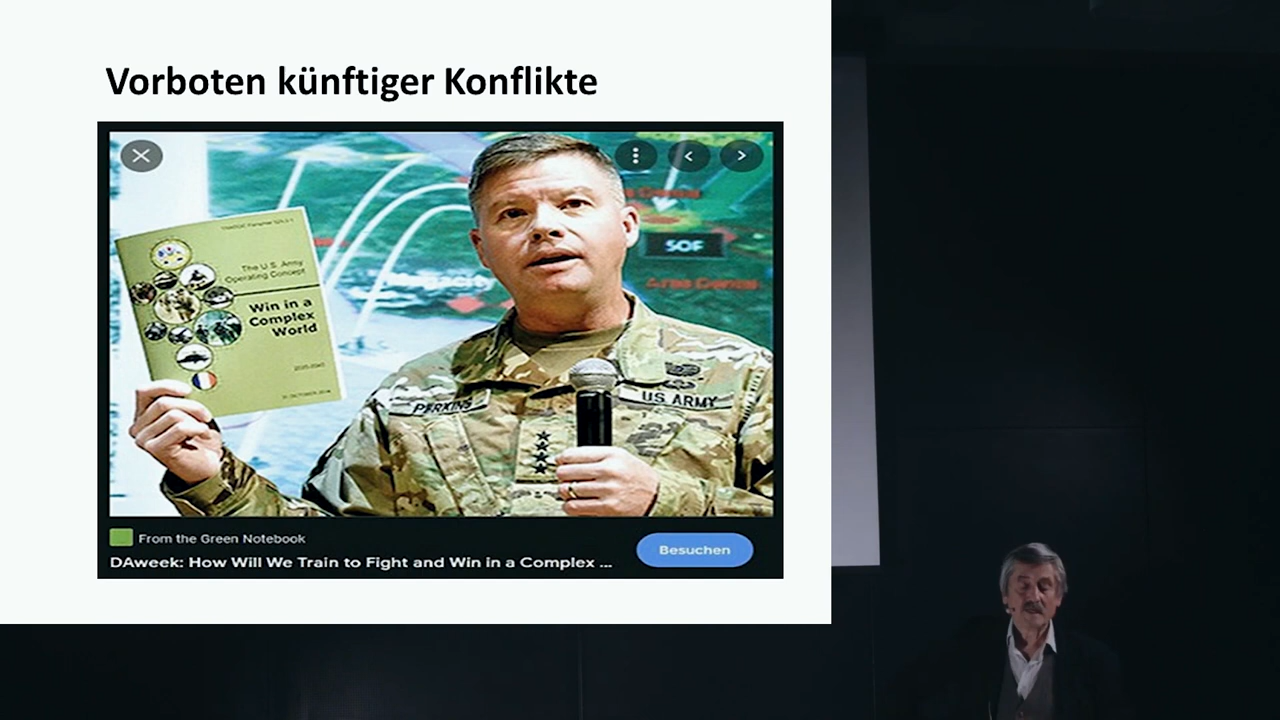 Vorboten künftiger Konflikte
The U.S. Army
Operating Concept
Win in a
Complex
World
SOF
PERKINS
U.S. ARMY
From the Green Notebook
DAweek: How Will We Train to Fight and Win in a Complex ...
Besuchen